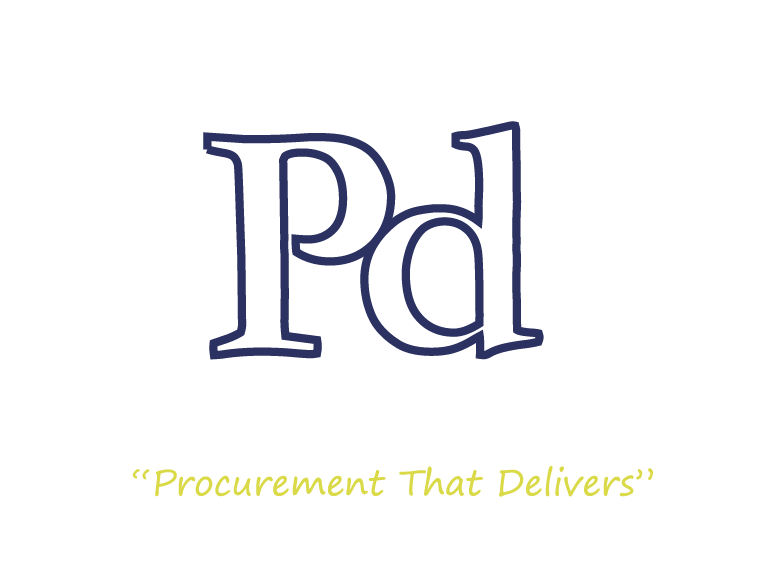 Pd
“Procurement That Delivers”